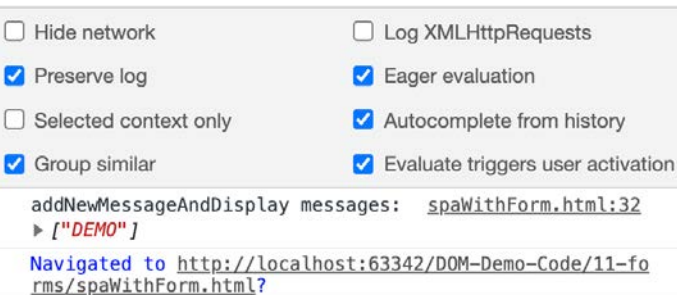 Hide network
Log XMLHttpRequests
Preserve log
Eager evaluation
Selected context only
Autocomplete from history
Group similar
Evaluate triggers user activation
addNewMessageAndDisplay messages: spaWithForm.html:32
▶ ["DEMO"]
Navigated to http://localhost:63342/DOM-Demo-Code/11-fo
rms/spaWithForm.html?